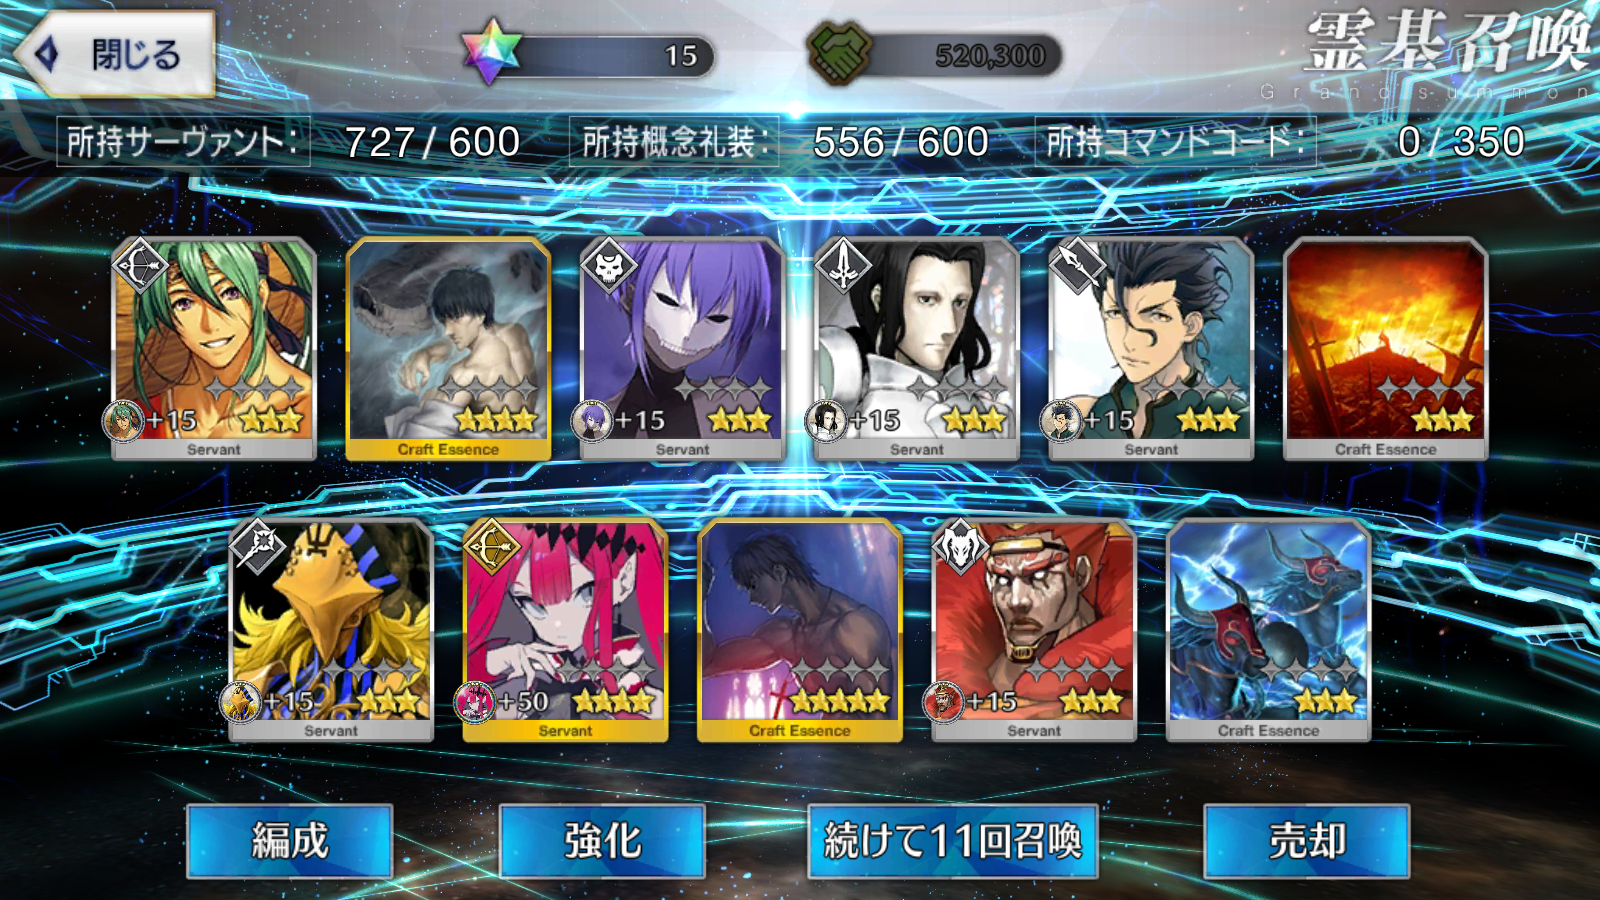 閉じる
15
520,300
霊基召喚
Grand summon
所持サーヴァント: 727 / 600
所持概念礼装: 556 / 600
所持コマンドコード: 0 / 350
+15
Servant
Craft Essence
+15
Servant
+15
Servant
+15
Servant
Craft Essence
+15
Servant
+50
Servant
Craft Essence
+15
Servant
Craft Essence
編成
強化
続けて11回召喚
売却